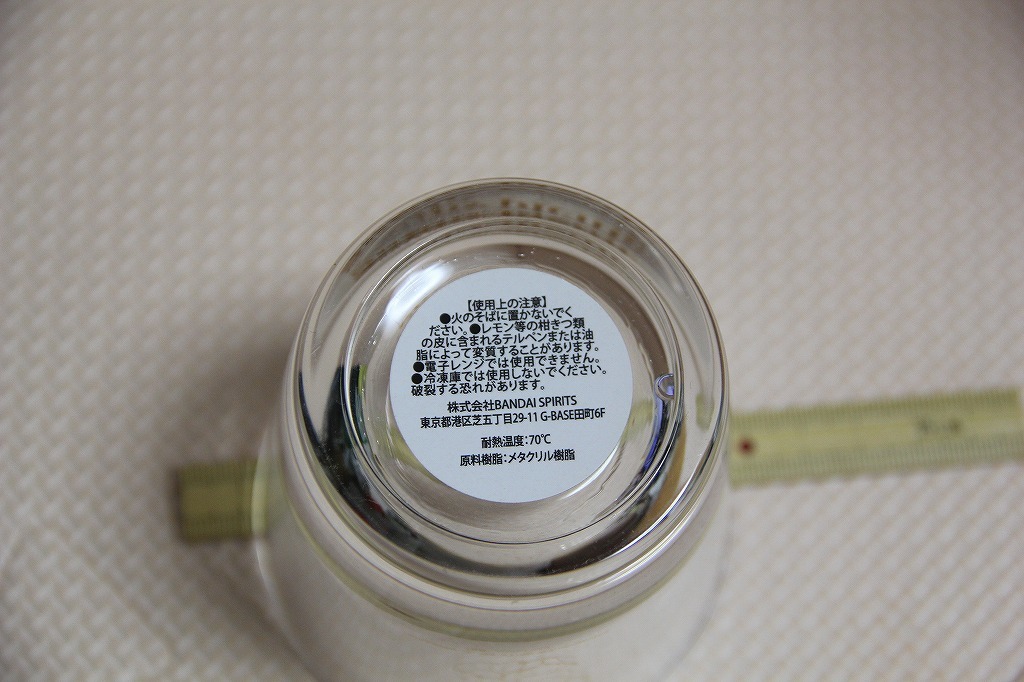 【使用上の注意】
●火のそばに置かないでく
ださい。●レモン等の柑きつ類
の皮に含まれるテルペンまたは油
脂によって変質することがあります。
●電子レンジでは使用できません。
●冷凍庫では使用しないでください。
破裂する恐れがあります。
株式会社BANDAI SPIRITS
東京都港区芝五丁目29-11 G-BASE田町6F
耐熱温度:70℃
原料樹脂:メタクリル樹脂